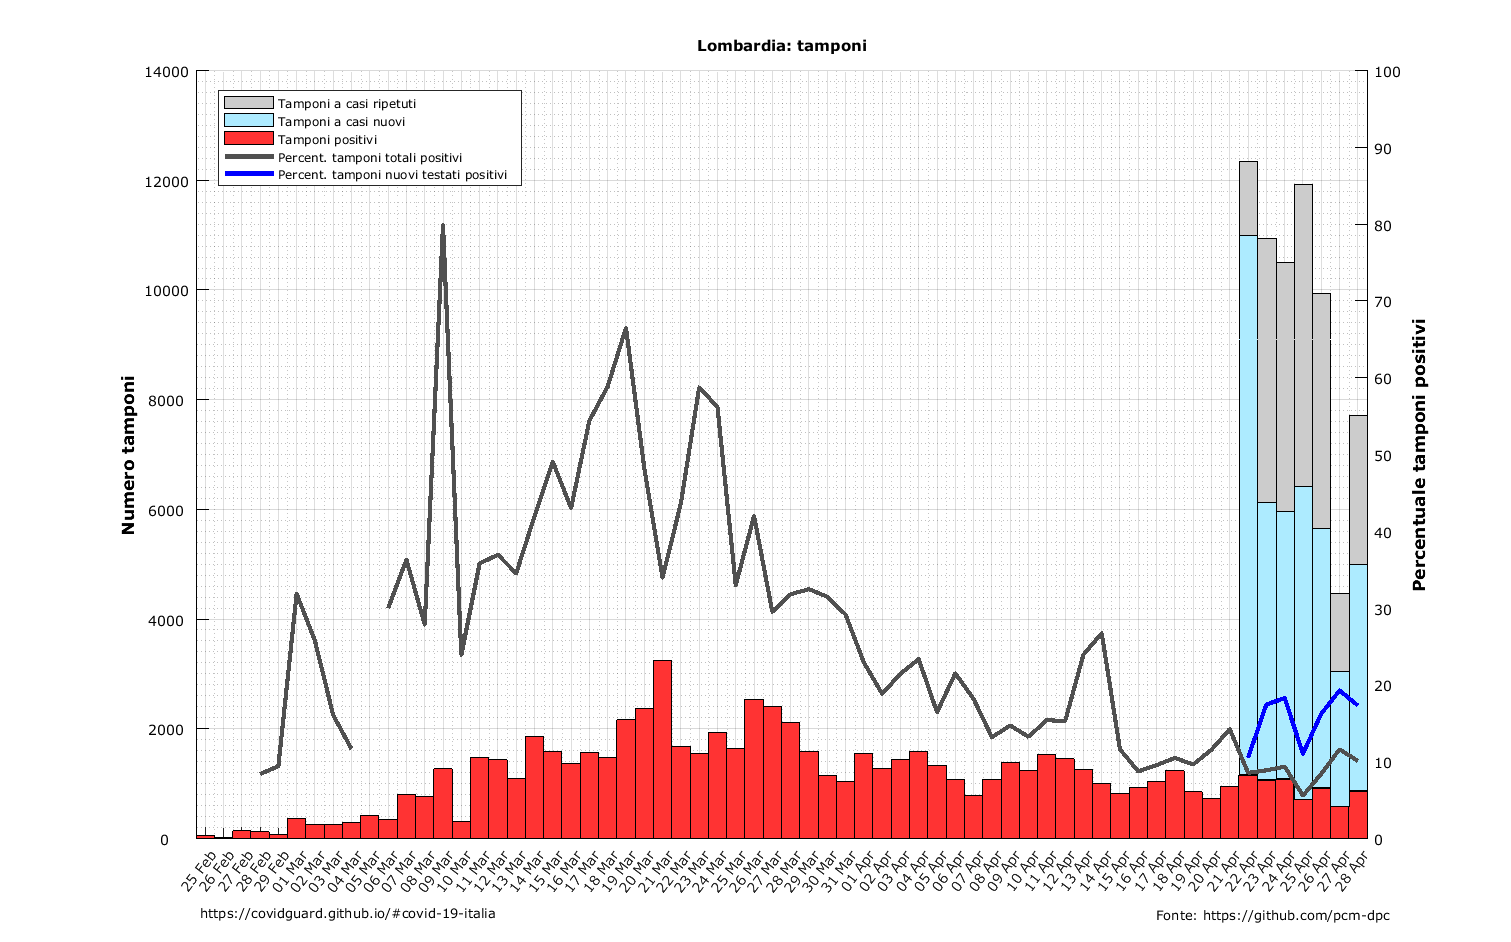 Lombardia: tamponi
14000
12000
10000
8000
6000
4000
2000
0
Numero tamponi
Tamponi a casi ripetuti
Tamponi a casi nuovi
Tamponi positivi
Percent. tamponi totali positivi
Percent. tamponi nuovi testati positivi
100
90
80
70
60
50
40
30
20
10
0
Percentuale tamponi positivi
25 Feb
26 Feb
27 Feb
28 Feb
29 Feb
01 Mar
02 Mar
03 Mar
04 Mar
05 Mar
06 Mar
07 Mar
08 Mar
09 Mar
10 Mar
11 Mar
12 Mar
13 Mar
14 Mar
15 Mar
16 Mar
17 Mar
18 Mar
19 Mar
20 Mar
21 Mar
22 Mar
23 Mar
24 Mar
25 Mar
26 Mar
27 Mar
28 Mar
29 Mar
30 Mar
31 Mar
01 Apr
02 Apr
03 Apr
04 Apr
05 Apr
06 Apr
07 Apr
08 Apr
09 Apr
10 Apr
11 Apr
12 Apr
13 Apr
14 Apr
15 Apr
16 Apr
17 Apr
18 Apr
19 Apr
20 Apr
21 Apr
22 Apr
23 Apr
24 Apr
25 Apr
26 Apr
27 Apr
28 Apr
https://covidguard.github.io/#covid-19-italia
Fonte: https://github.com/pcm-dpc